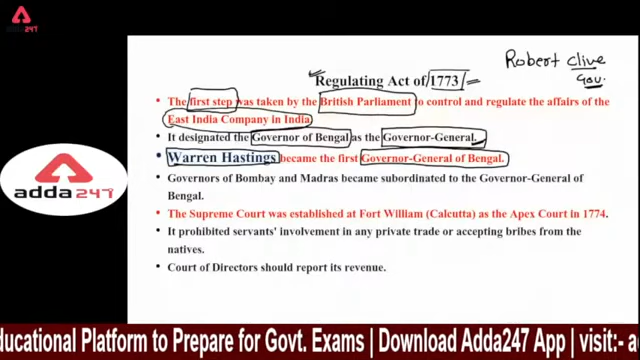 adda247
Robert clive
Gov.
Regulating Act of 1773
• The first step was taken by the British Parliament to control and regulate the affairs of the
East India Company in India.
• It designated the Governor of Bengal as the Governor-General.
• Warren Hastings became the first Governor-General of Bengal.
• Governors of Bombay and Madras became subordinated to the Governor-General of
Bengal.
• The Supreme Court was established at Fort William (Calcutta) as the Apex Court in 1774.
• It prohibited servants' involvement in any private trade or accepting bribes from the
natives.
• Court of Directors should report its revenue.
adda247
ducational Platform to Prepare for Govt. Exams | Download Adda247 App | visit:- a